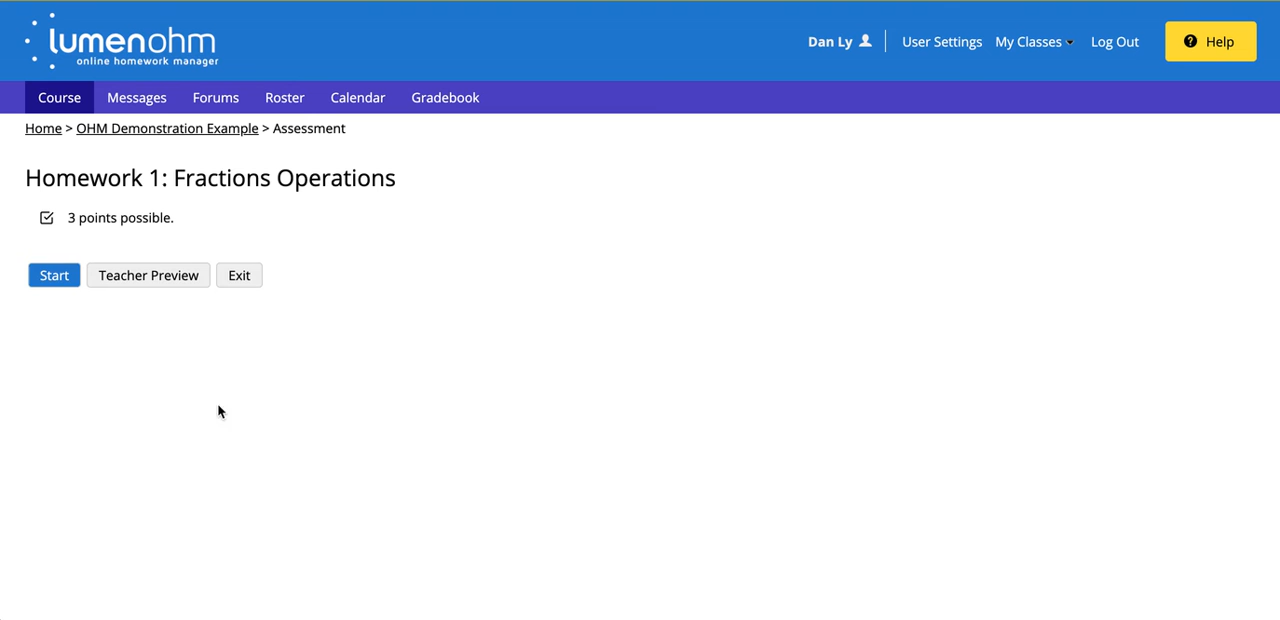 lumenohm
online homework manager
Dan Ly
User Settings
My Classes
Log Out
? Help
Course
Messages
Forums
Roster
Calendar
Gradebook
Home > OHM Demonstration Example > Assessment
Homework 1: Fractions Operations
3 points possible.
Start
Teacher Preview
Exit